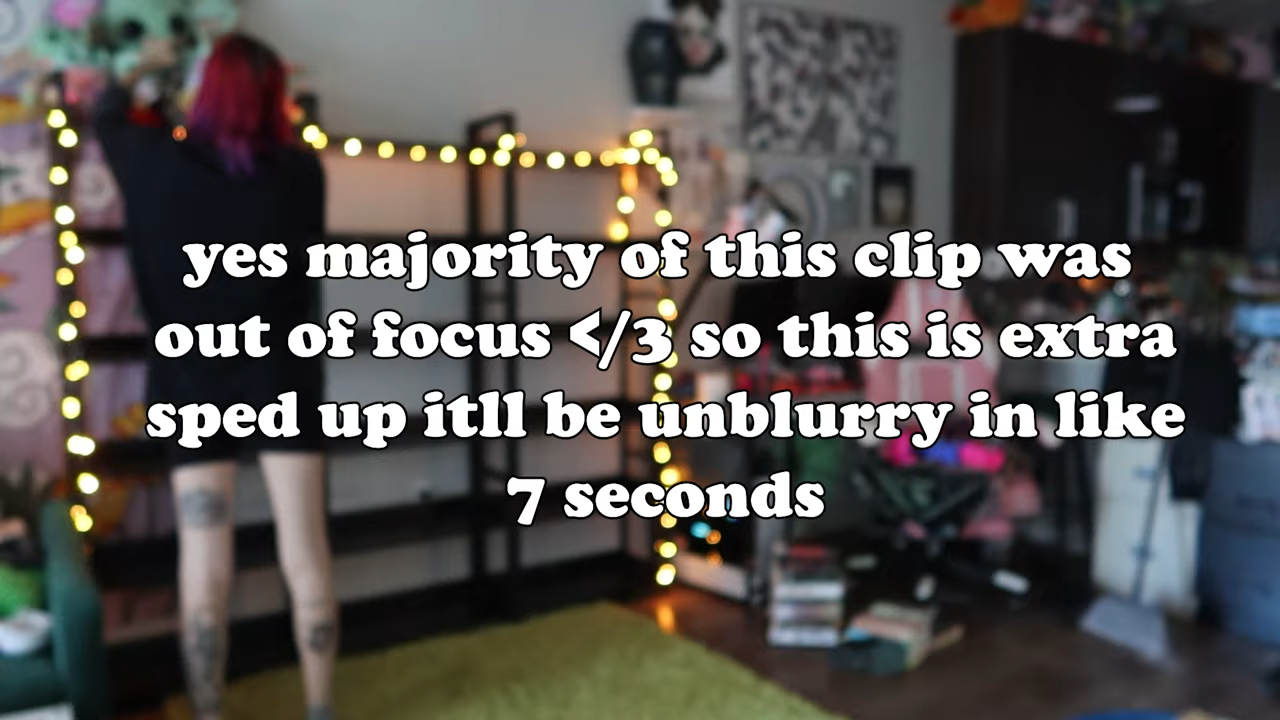 yes majority of this clip was
out of focus </3 so this is extra
sped up itll be unblurry in like
7 seconds